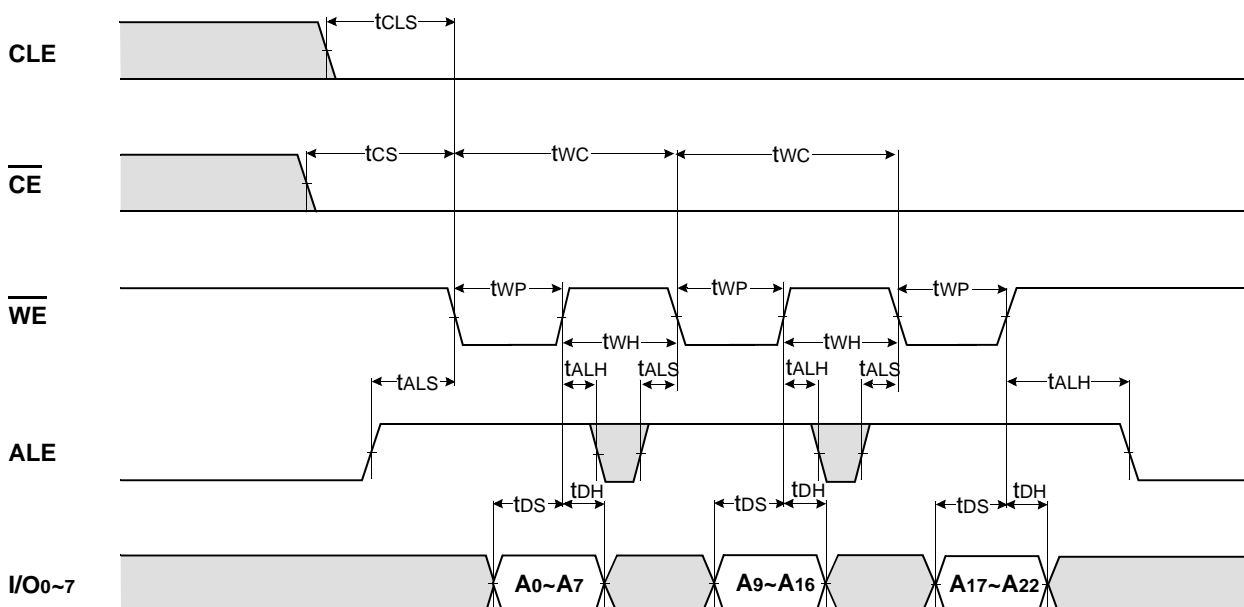 tCLS
CLE
tCS tWC tWC
CE
tWP tWP tWP
WE
tWH tWH
tALS tALH tALS tALH tALS tALH
ALE
tDS tDH tDS tDH tDS tDH
I/O0~7 A0~A7 A9~A16 A17~A22